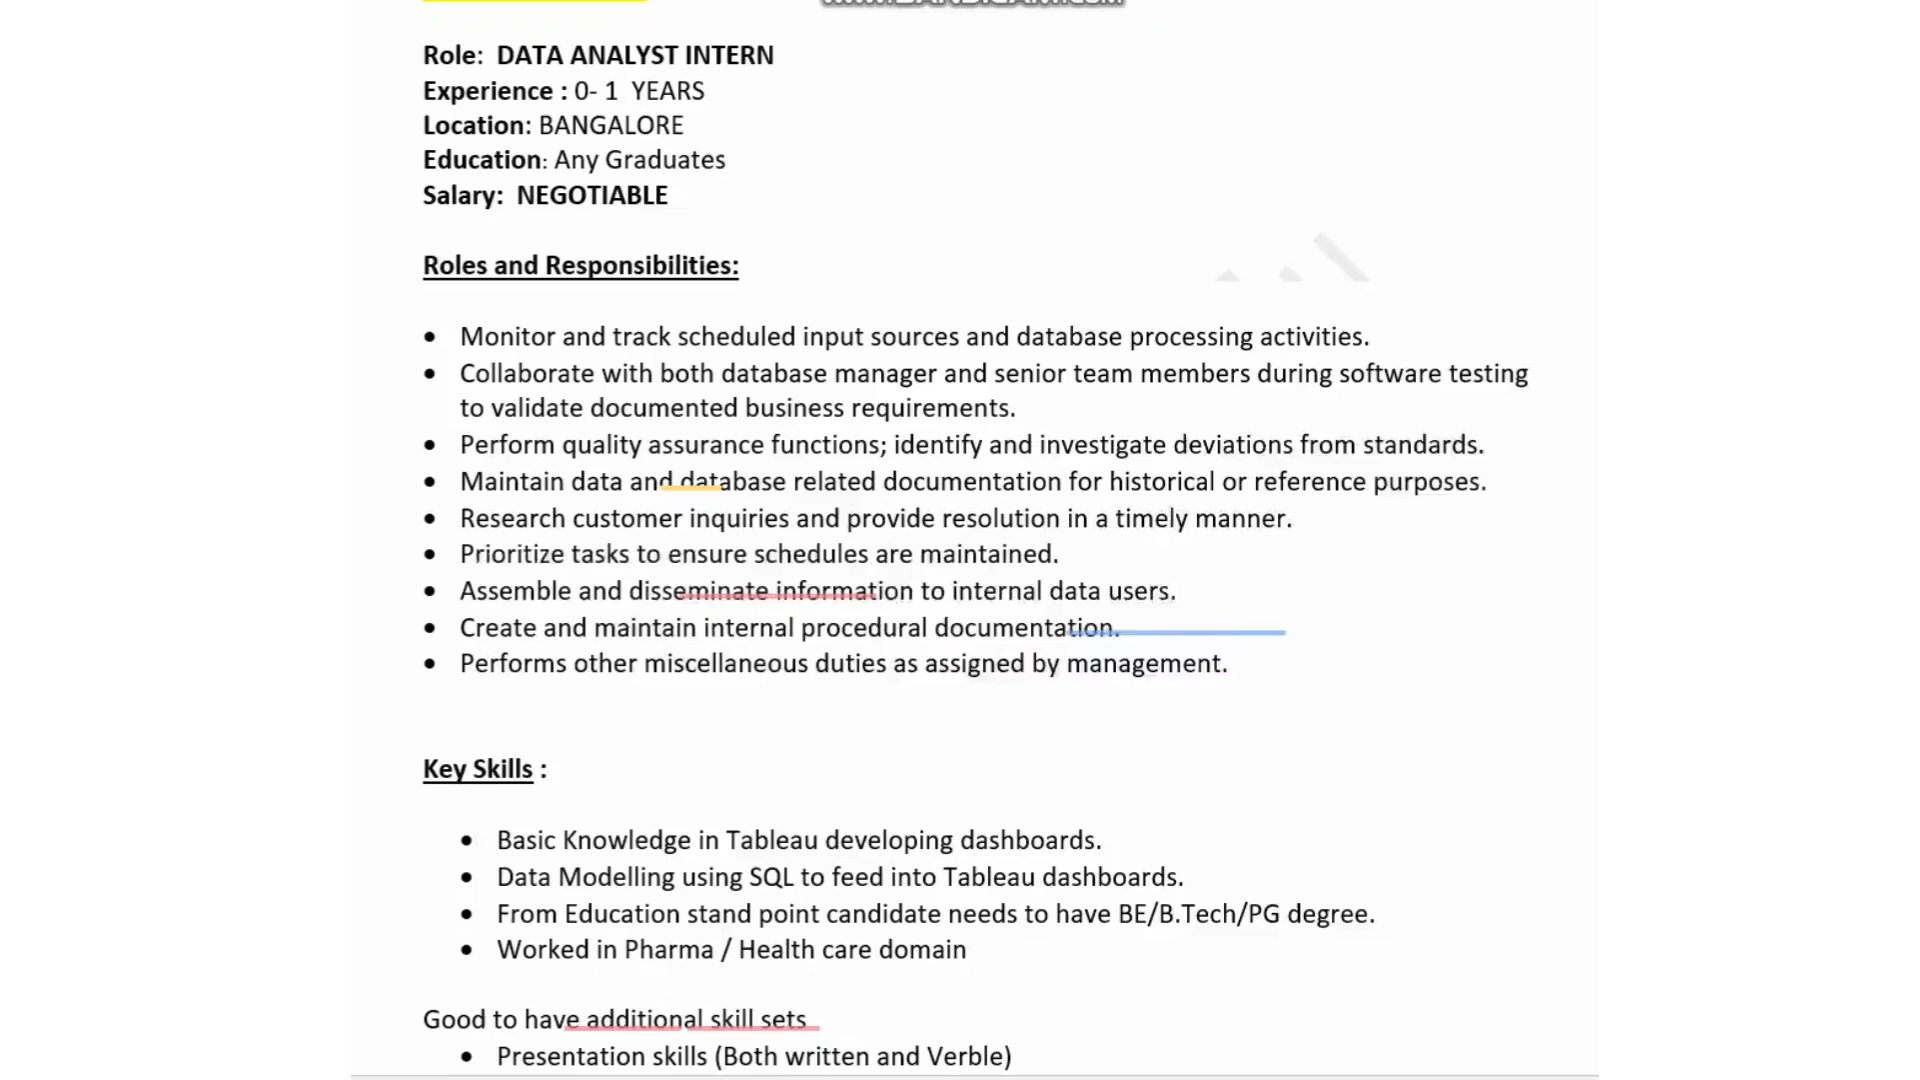 Role: DATA ANALYST INTERN
Experience : 0- 1 YEARS
Location: BANGALORE
Education: Any Graduates
Salary: NEGOTIABLE
Roles and Responsibilities:
• Monitor and track scheduled input sources and database processing activities.
• Collaborate with both database manager and senior team members during software testing
to validate documented business requirements.
• Perform quality assurance functions; identify and investigate deviations from standards.
• Maintain data and database related documentation for historical or reference purposes.
• Research customer inquiries and provide resolution in a timely manner.
• Prioritize tasks to ensure schedules are maintained.
• Assemble and disseminate information to internal data users.
• Create and maintain internal procedural documentation.
• Performs other miscellaneous duties as assigned by management.
Key Skills :
• Basic Knowledge in Tableau developing dashboards.
• Data Modelling using SQL to feed into Tableau dashboards.
• From Education stand point candidate needs to have BE/B.Tech/PG degree.
• Worked in Pharma / Health care domain
Good to have additional skill sets
• Presentation skills (Both written and Verble)